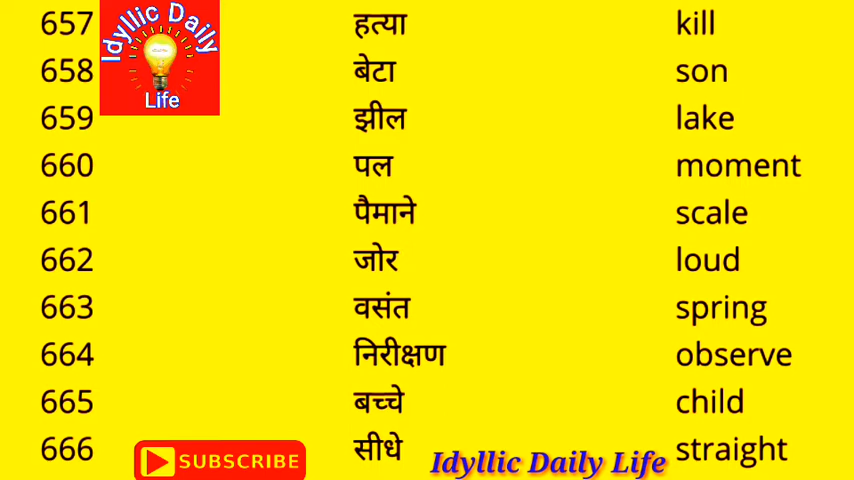 657 हत्या kill
Idyllic Daily
Life
658 बेटा son
659 झील lake
660 पल moment
661 पैमाने scale
662 जोर loud
663 वसंत spring
664 निरीक्षण observe
665 बच्चे child
666 सीधे straight
SUBSCRIBE
Idyllic Daily Life